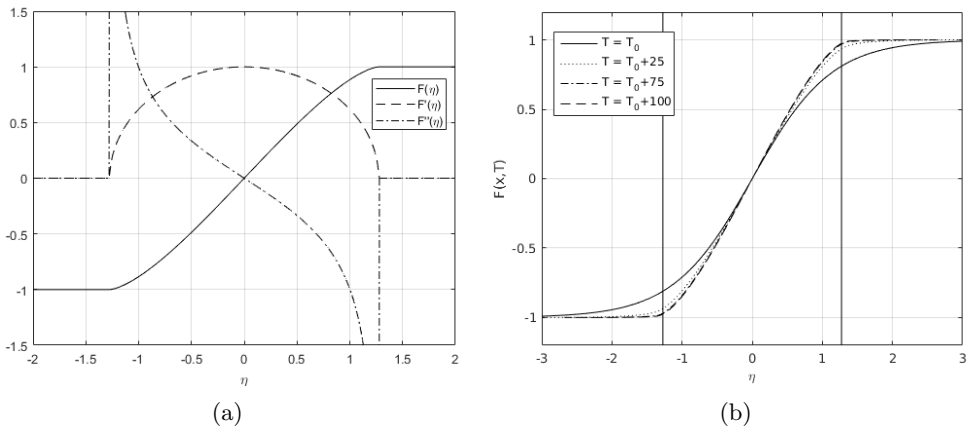 1.5
1
0.5
0
-0.5
-1
-1.5
-2 -1.5 -1 -0.5 0 0.5 1 1.5 2
η
F(η)
F'(η)
F''(η)
(a)
F(x,T)
1
0.5
0
-0.5
-1
-3 -2 -1 0 1 2 3
η
T = T0
T = T0+25
T = T0+75
T = T0+100
(b)